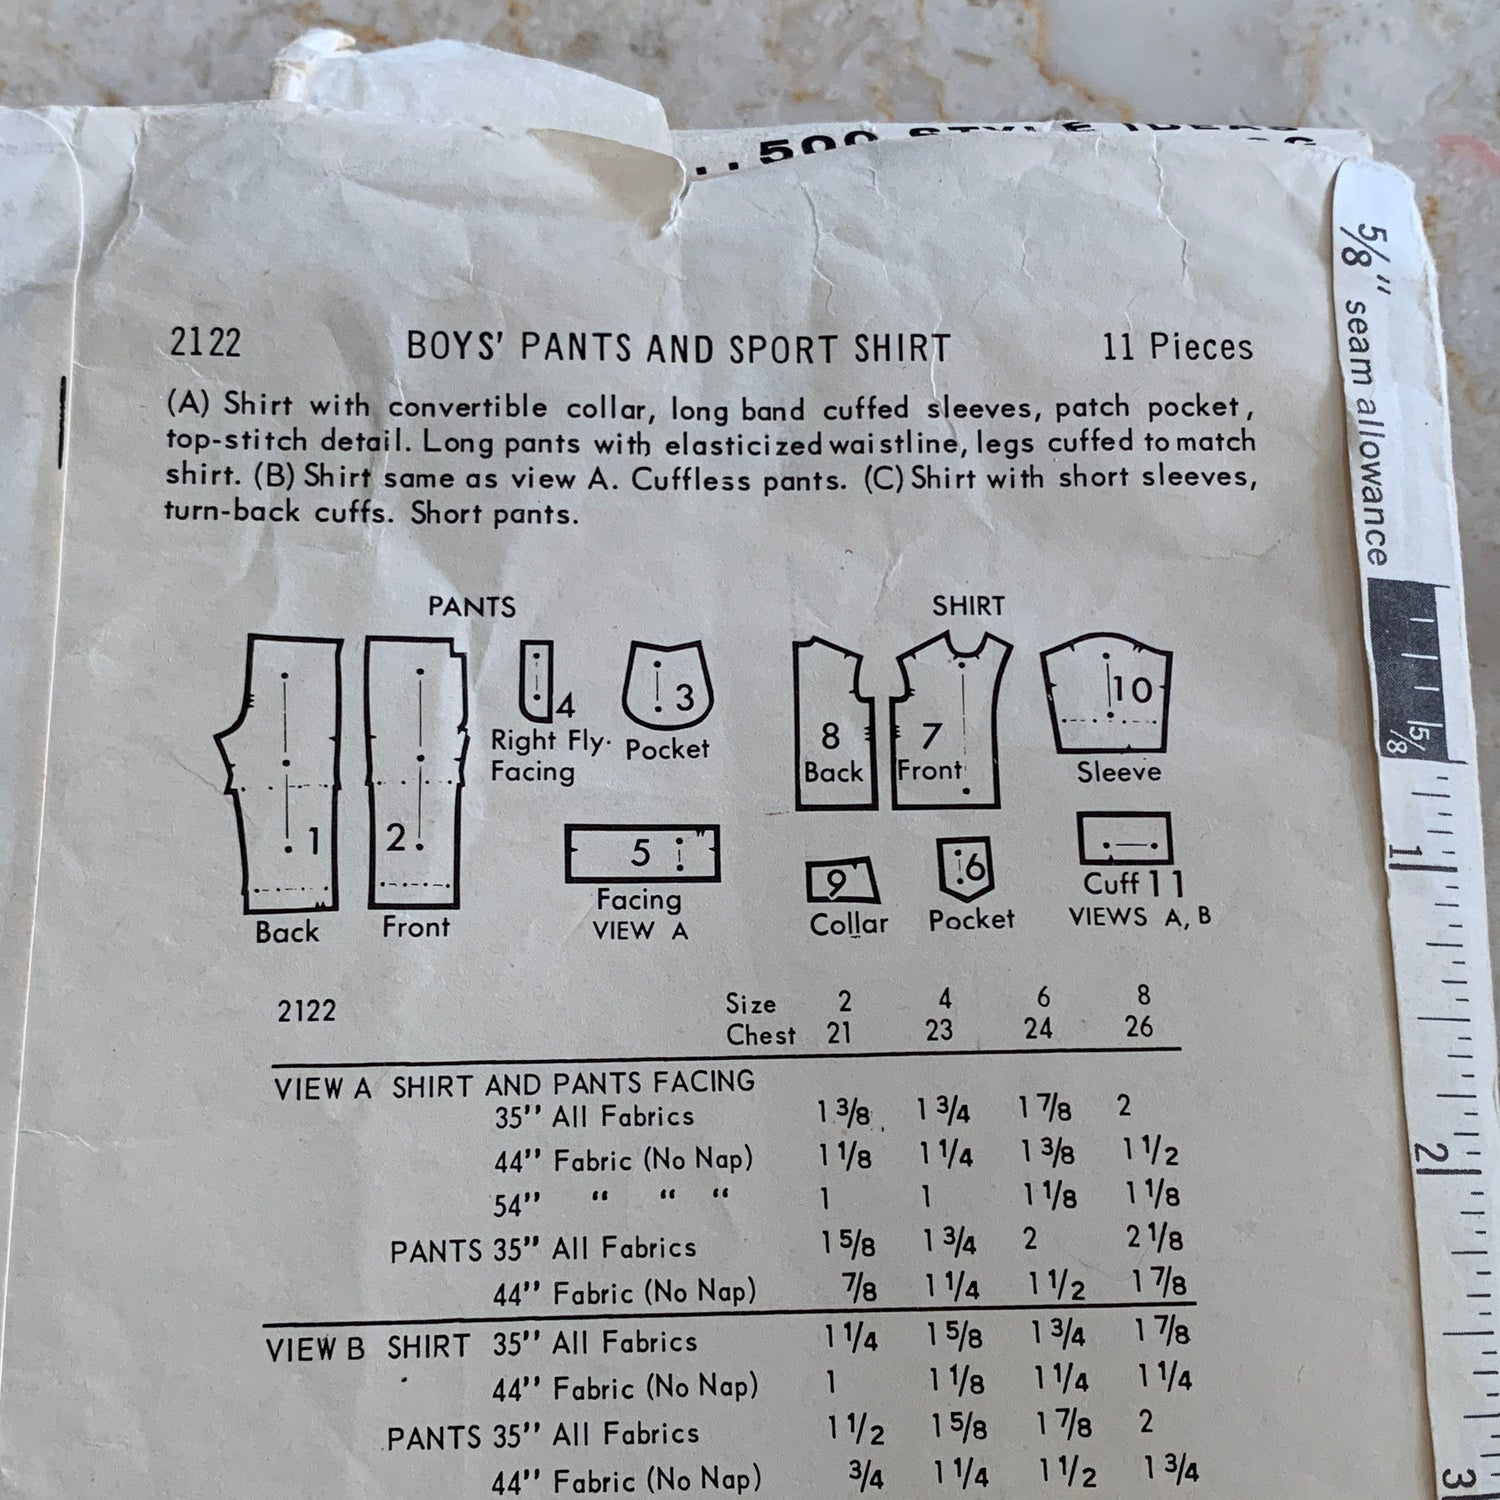 ..500 STYLE IDEAS
5/8" seam allowance
2122 BOYS' PANTS AND SPORT SHIRT 11 Pieces
(A) Shirt with convertible collar, long band cuffed sleeves, patch pocket,
top-stitch detail. Long pants with elasticized waistline, legs cuffed to match
shirt. (B) Shirt same as view A. Cuffless pants. (C) Shirt with short sleeves,
turn-back cuffs. Short pants.
PANTS
1
Back
2
Front
4
Right Fly
Facing
3
Pocket
5
Facing
VIEW A
SHIRT
8
Back
7
Front
10
Sleeve
9
Collar
6
Pocket
Cuff 11
VIEWS A, B
2122 Size 2 4 6 8
Chest 21 23 24 26
VIEW A SHIRT AND PANTS FACING
35" All Fabrics 1 3/8 1 3/4 1 7/8 2
44" Fabric (No Nap) 1 1/8 1 1/4 1 3/8 1 1/2
54" " " " 1 1 1 1/8 1 1/8
PANTS 35" All Fabrics 1 5/8 1 3/4 2 2 1/8
44" Fabric (No Nap) 7/8 1 1/4 1 1/2 1 7/8
VIEW B SHIRT 35" All Fabrics 1 1/4 1 5/8 1 3/4 1 7/8
44" Fabric (No Nap) 1 1 1/8 1 1/4 1 1/4
PANTS 35" All Fabrics 1 1/2 1 5/8 1 7/8 2
44" Fabric (No Nap) 3/4 1 1/4 1 1/2 1 3/4
5/8
1
2
3